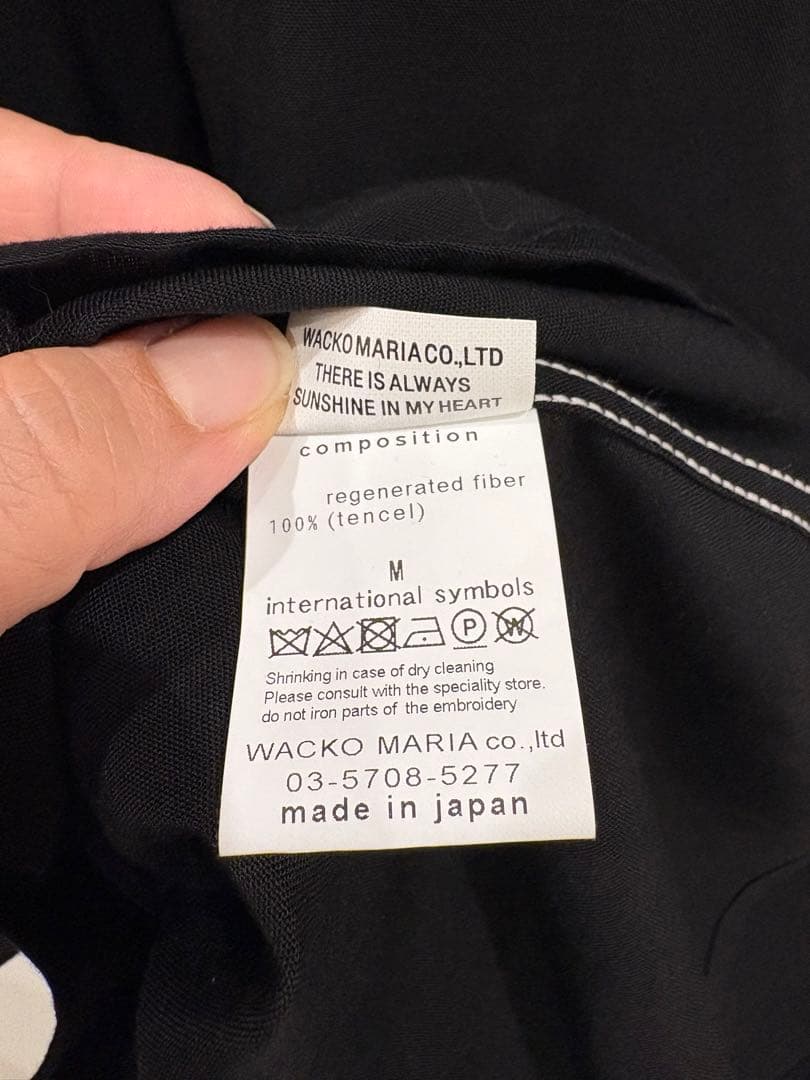 WACKO MARIA CO.,LTD
THERE IS ALWAYS
SUNSHINE IN MY HEART
composition
regenerated fiber
100% (tencel)
M
international symbols
P W
Shrinking in case of dry cleaning
Please consult with the speciality store.
do not iron parts of the embroidery
WACKO MARIA co.,ltd
03-5708-5277
made in japan